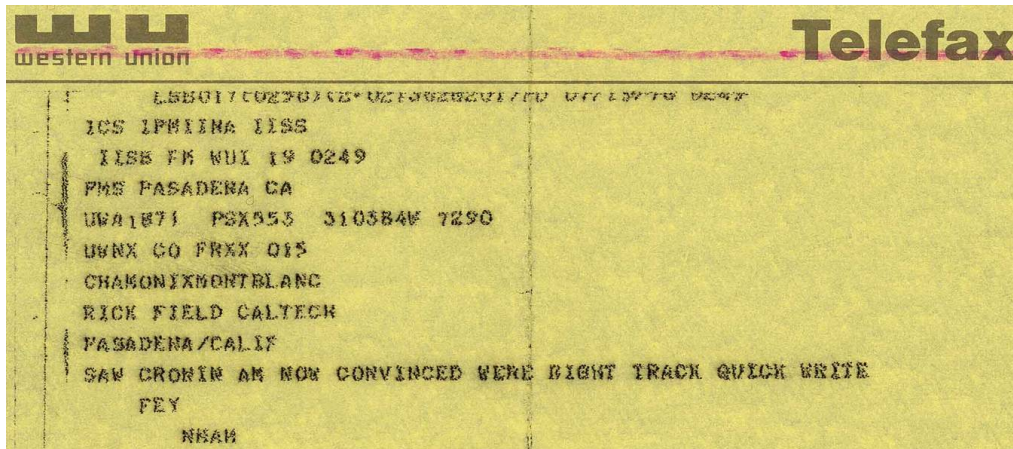 western union
Telefax
ICS IPMIINA IISS
IISS FM WUI 19 0249
PMS PASADENA CA
UWA1871 PSX553 310384W 7290
UWNX CO FRXX 015
CHAMONIXMONTBLANC
RICK FIELD CALTECH
PASADENA/CALIF
SAW CRONIN AM NOW CONVINCED WERE RIGHT TRACK QUICK WRITE
FEY
NMAN